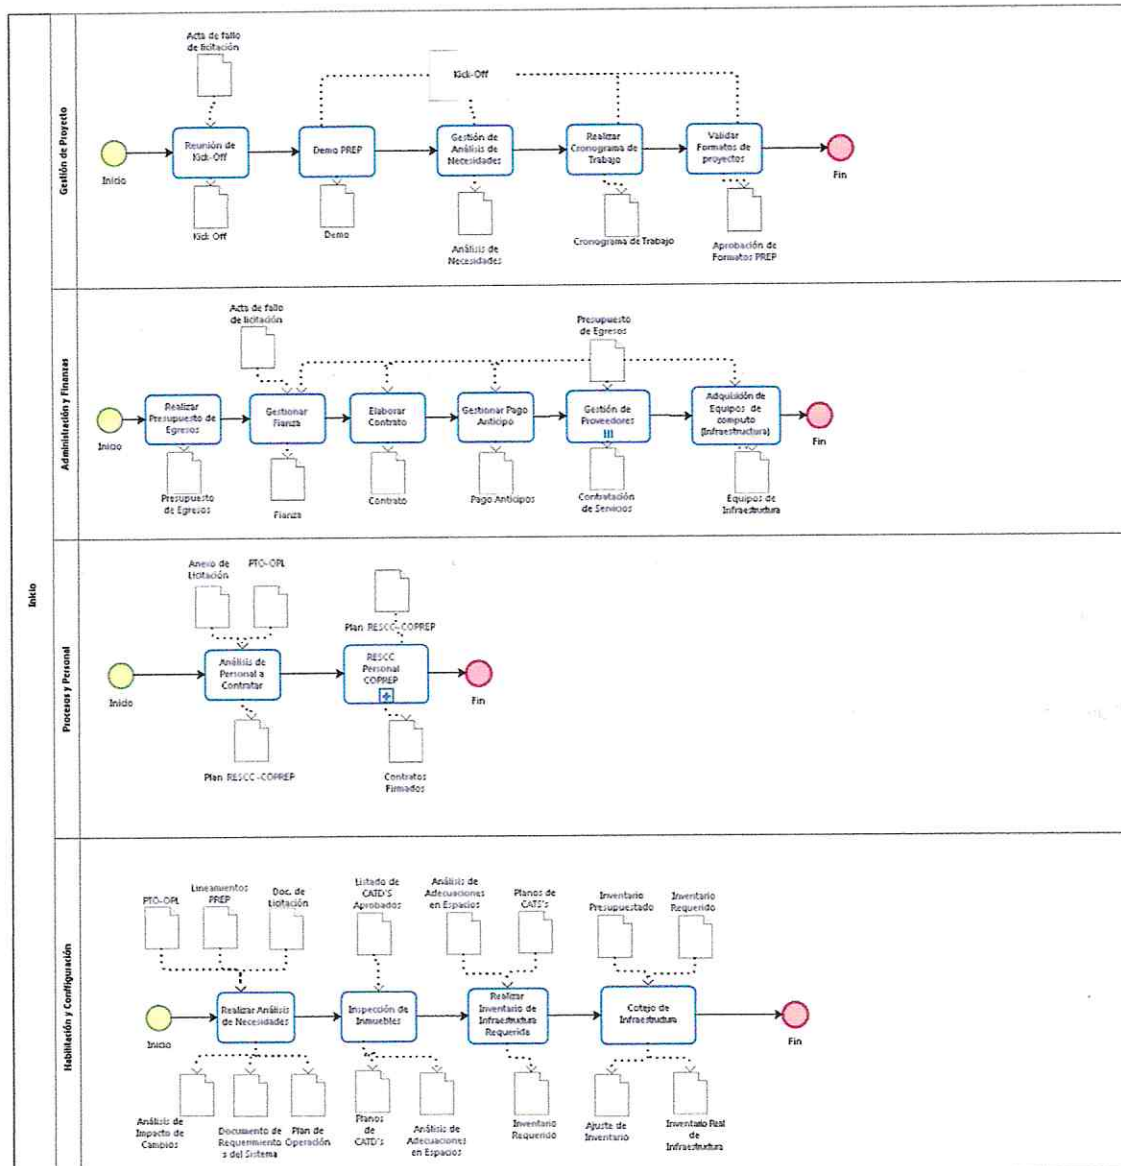 Inicio
Gestión de Proyecto
Acta de fallo
de licitación
Kick-Off
Inicio
Reunión de
Kick-Off
Demo PREP
Gestión de
Análisis de
Necesidades
Realizar
Cronograma de
Trabajo
Validar
Formatos de
proyectos
Fin
Kick Off
Demo
Análisis de
Necesidades
Cronograma de Trabajo
Aprobación de
Formatos PREP
Administración y Finanzas
Acta de fallo
de licitación
Presupuesto
de Egresos
Inicio
Realizar
Presupuesto de
Egresos
Gestionar
Fianza
Elaborar
Contrato
Gestionar Pago
Anticipo
Gestión de
Proveedores
Adquisición de
Equipos de
computo
(Infraestructura)
Fin
Presupuesto
de Egresos
Fianza
Contrato
Pago Anticipos
Contratación
de Servicios
Equipos de
Infraestructura
Procesos y Personal
Anexo de
Licitación
PTO-OPL
Plan RESCC-COPREP
Inicio
Análisis de
Personal a
Contratar
RESCC
Personal
COPREP
Fin
Plan RESCC-COPREP
Contratos
Firmados
Habilitación y Configuración
PTO-OPL
Lineamientos
PREP
Doc. de
Licitación
Listado de
CATD'S
Aprobados
Análisis de
Adecuaciones
en Espacios
Planos de
CATS's
Inventario
Presupuestado
Inventario
Requerido
Inicio
Realizar Análisis
de Necesidades
Inspección de
Inmuebles
Realizar
Inventario de
Infraestructura
Requerida
Cotejo de
Infraestructura
Fin
Análisis de
Impacto de
Cambios
Documento de
Requerimiento
s del Sistema
Plan de
Operación
Planos
de
CATD's
Análisis de
Adecuaciones
en Espacios
Inventario
Requerido
Ajuste de
Inventario
Inventario Real
de
Infraestructura